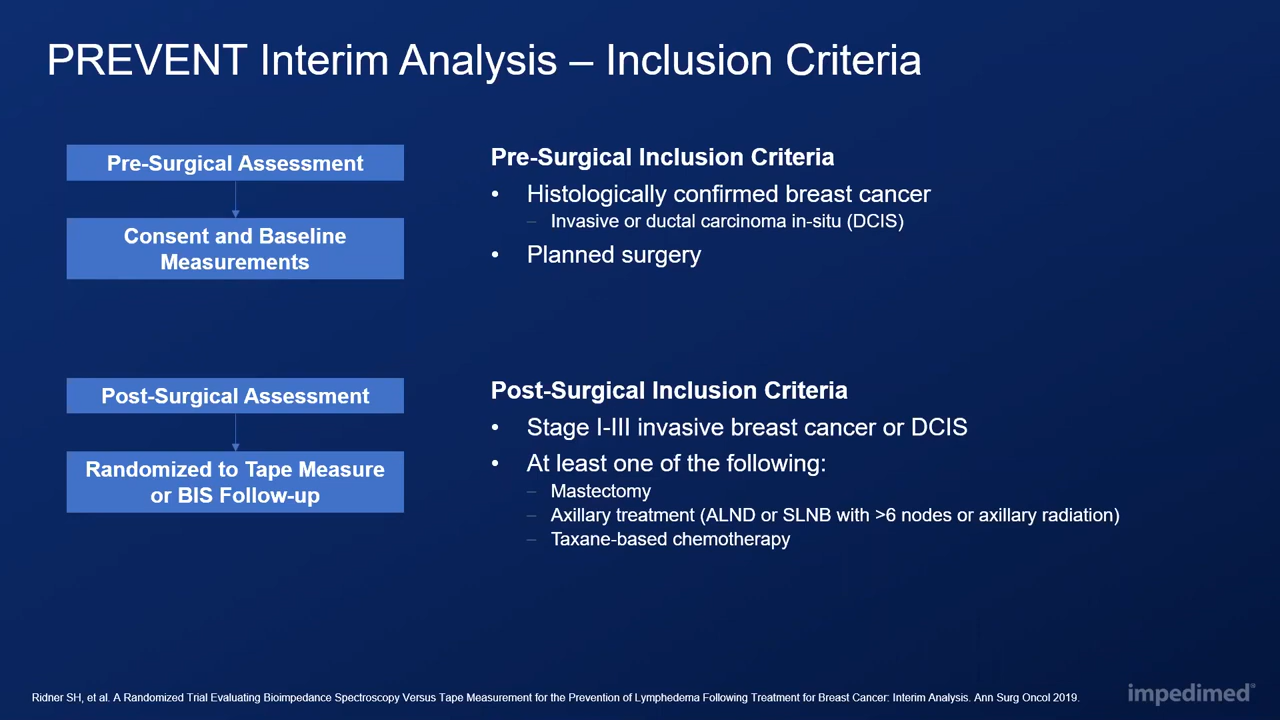 PREVENT Interim Analysis – Inclusion Criteria
Pre-Surgical Assessment
Consent and Baseline
Measurements
Pre-Surgical Inclusion Criteria
• Histologically confirmed breast cancer
– Invasive or ductal carcinoma in-situ (DCIS)
• Planned surgery
Post-Surgical Assessment
Randomized to Tape Measure
or BIS Follow-up
Post-Surgical Inclusion Criteria
• Stage I-III invasive breast cancer or DCIS
• At least one of the following:
– Mastectomy
– Axillary treatment (ALND or SLNB with >6 nodes or axillary radiation)
– Taxane-based chemotherapy
Ridner SH, et al. A Randomized Trial Evaluating Bioimpedance Spectroscopy Versus Tape Measurement for the Prevention of Lymphedema Following Treatment for Breast Cancer: Interim Analysis. Ann Surg Oncol 2019.
impedimed®